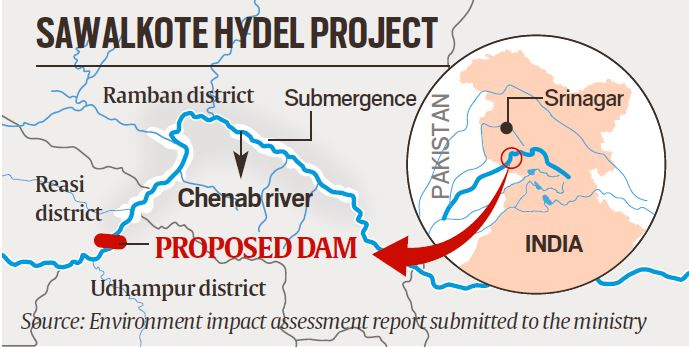 SAWALKOTE HYDEL PROJECT
Ramban district
Submergence
Chenab river
Reasi
district
PROPOSED DAM
Udhampur district
PAKISTAN
Srinagar
INDIA
Source: Environment impact assessment report submitted to the ministry